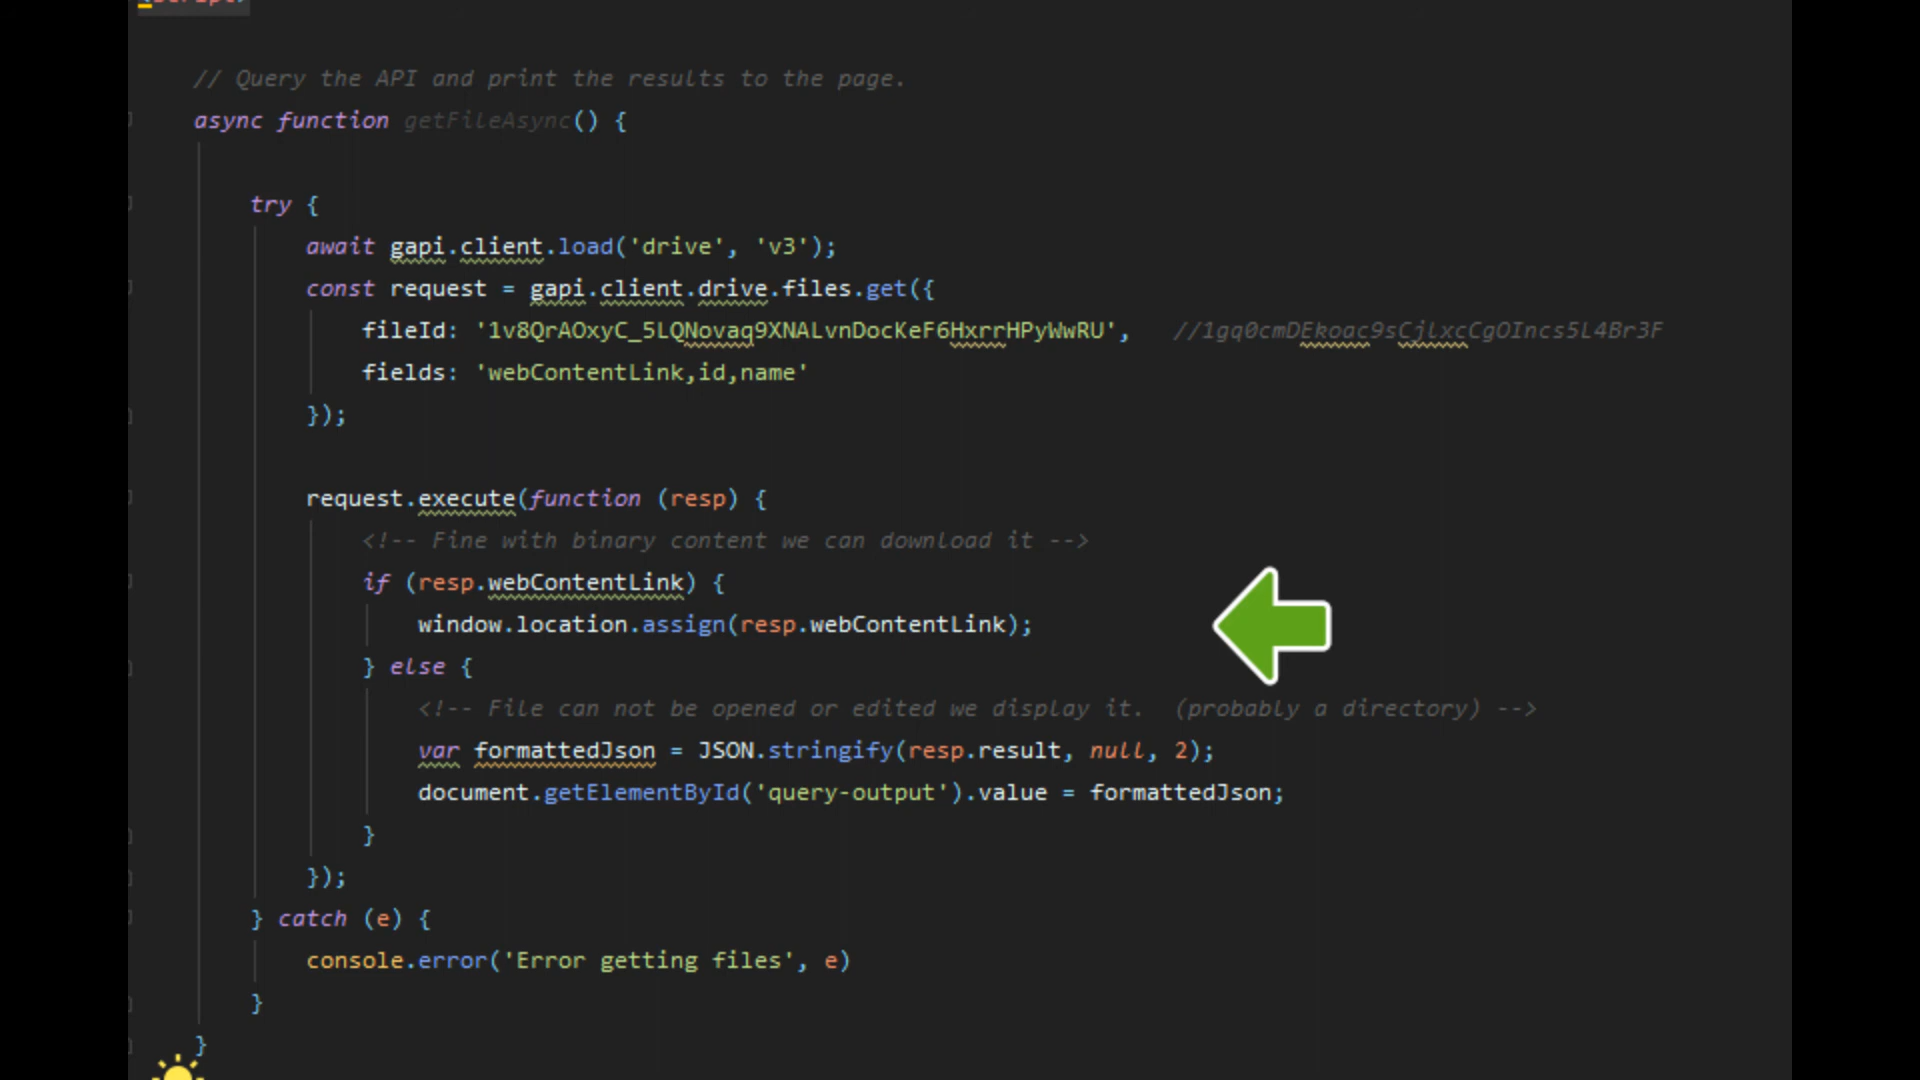 // Query the API and print the results to the page.
async function getFileAsync() {
try {
await gapi.client.load('drive', 'v3');
const request = gapi.client.drive.files.get({
fileId: '1v8QrAOxyC_5LQNovaq9XNALvnDocKeF6HxrrHPyWwRU', //1gq0cmDEkoac9sCjlxcCgOIncs5L4Br3F
fields: 'webContentLink,id,name'
});
request.execute(function (resp) {
<!-- Fine with binary content we can download it -->
if (resp.webContentLink) {
window.location.assign(resp.webContentLink);
} else {
<!-- File can not be opened or edited we display it. (probably a directory) -->
var formattedJson = JSON.stringify(resp.result, null, 2);
document.getElementById('query-output').value = formattedJson;
}
});
} catch (e) {
console.error('Error getting files', e)
}
}